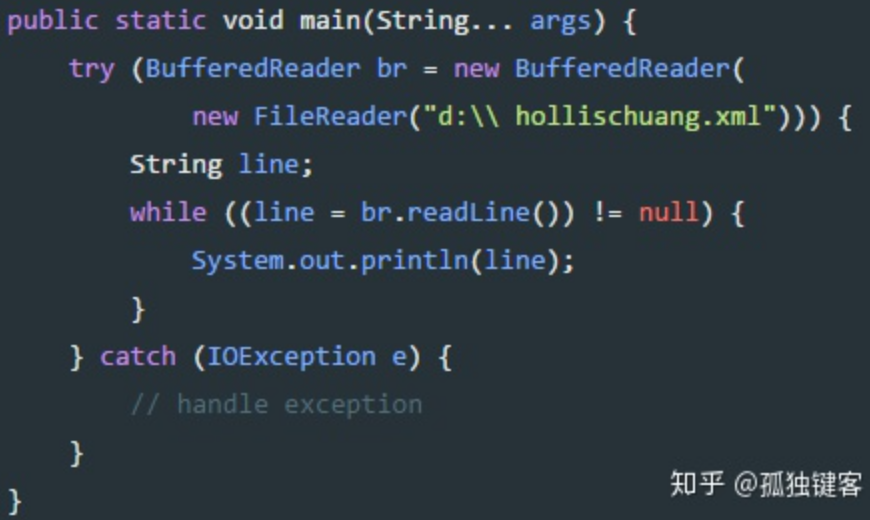 public static void main(String... args) {
    try (BufferedReader br = new BufferedReader(
            new FileReader("d:\\ hollischuang.xml"))) {
        String line;
        while ((line = br.readLine()) != null) {
            System.out.println(line);
        }
    } catch (IOException e) {
        // handle exception
    }
}
知乎 @孤独键客